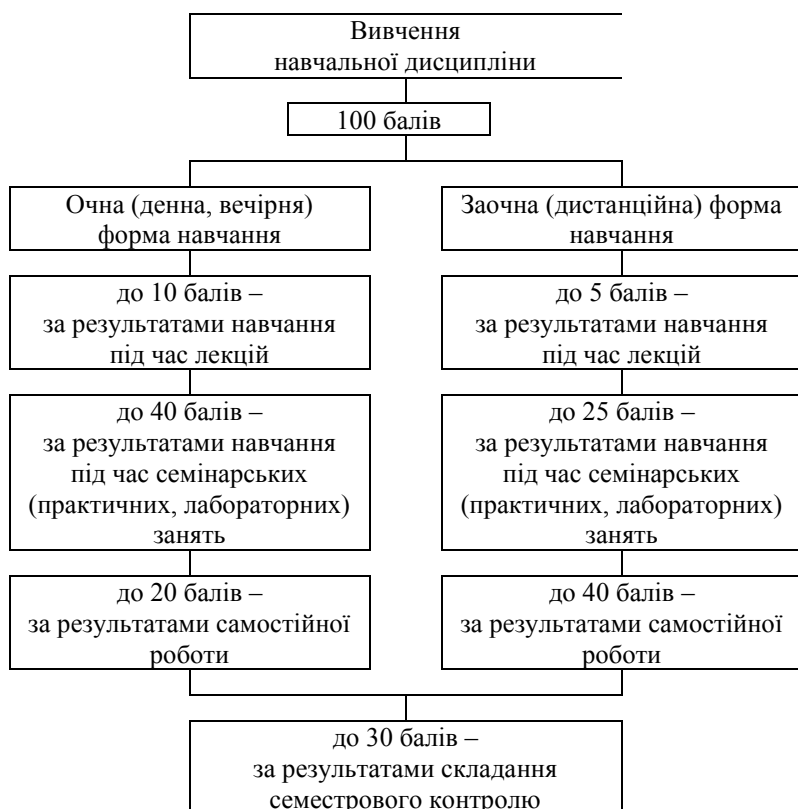 Вивчення
навчальної дисципліни
100 балів
Очна (денна, вечірня)
форма навчання
до 10 балів –
за результатами навчання
під час лекцій
до 40 балів –
за результатами навчання
під час семінарських
(практичних, лабораторних)
занять
до 20 балів –
за результатами самостійної
роботи
Заочна (дистанційна) форма
навчання
до 5 балів –
за результатами навчання
під час лекцій
до 25 балів –
за результатами навчання
під час семінарських
(практичних, лабораторних)
занять
до 40 балів –
за результатами самостійної
роботи
до 30 балів –
за результатами складання
семестрового контролю